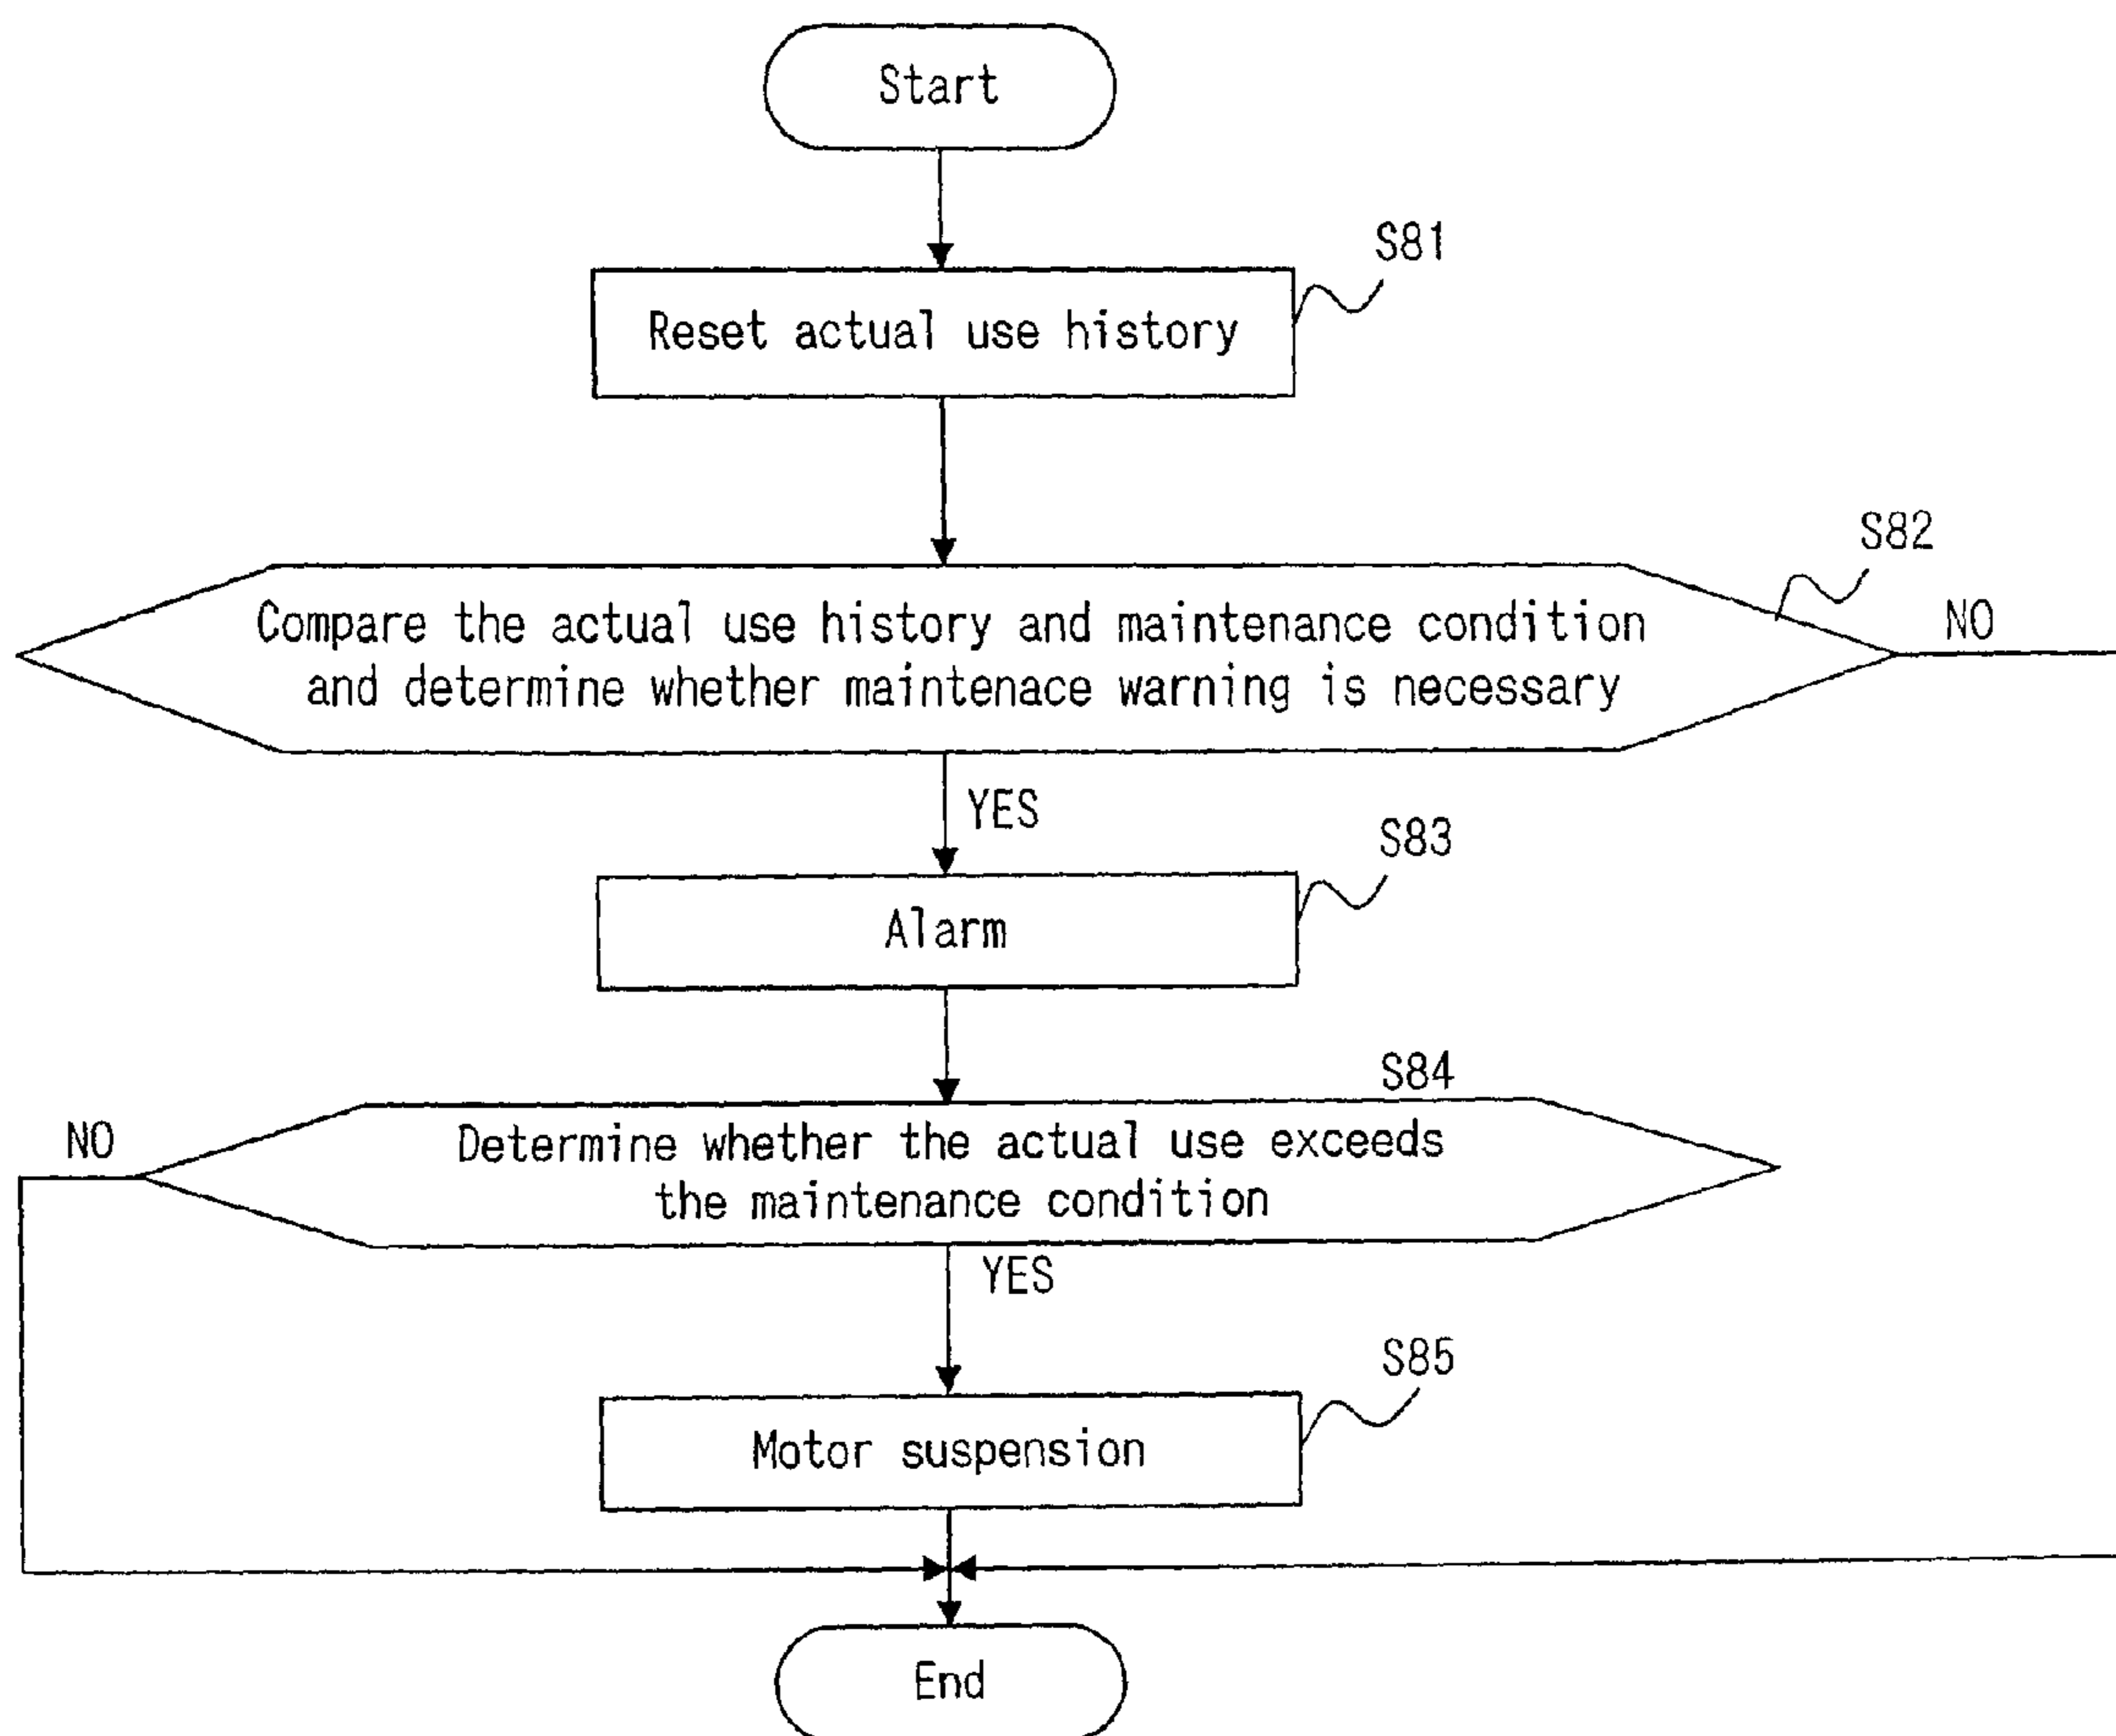 Start
S81
Reset actual use history
S82
Compare the actual use history and maintenance condition
and determine whether maintenace warning is necessary
NO
YES
S83
Alarm
S84
NO
Determine whether the actual use exceeds
the maintenance condition
YES
S85
Motor suspension
End